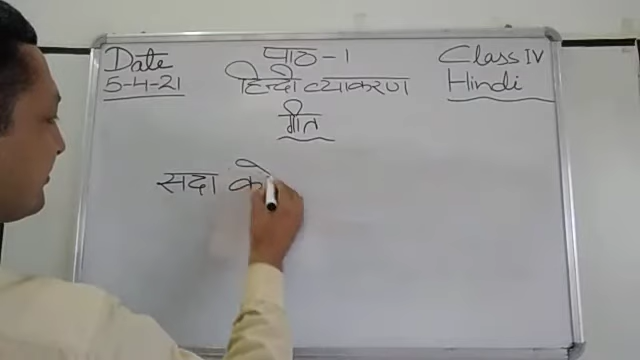 Date पाठ-1 Class IV
5-4-21 हिन्दी व्याकरण Hindi
गीत
सदा